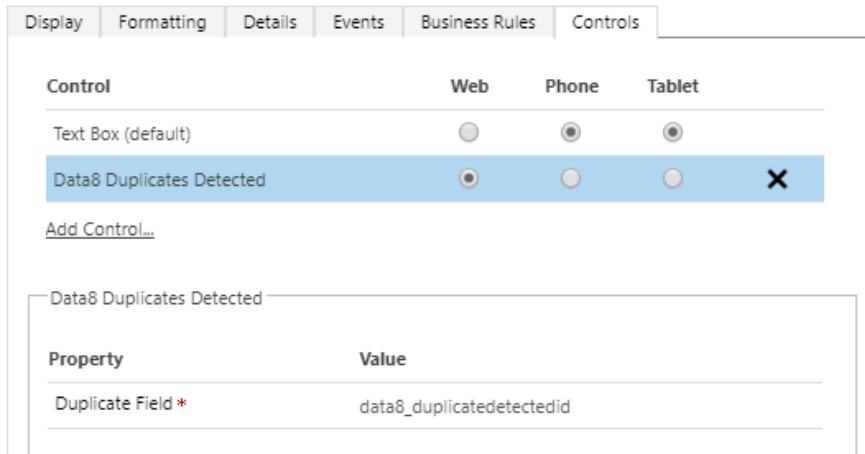 Display Formatting Details Events Business Rules Controls
Control Web Phone Tablet
Text Box (default)
Data8 Duplicates Detected
Add Control...
Data8 Duplicates Detected
Property Value
Duplicate Field * data8_duplicatedetectedid